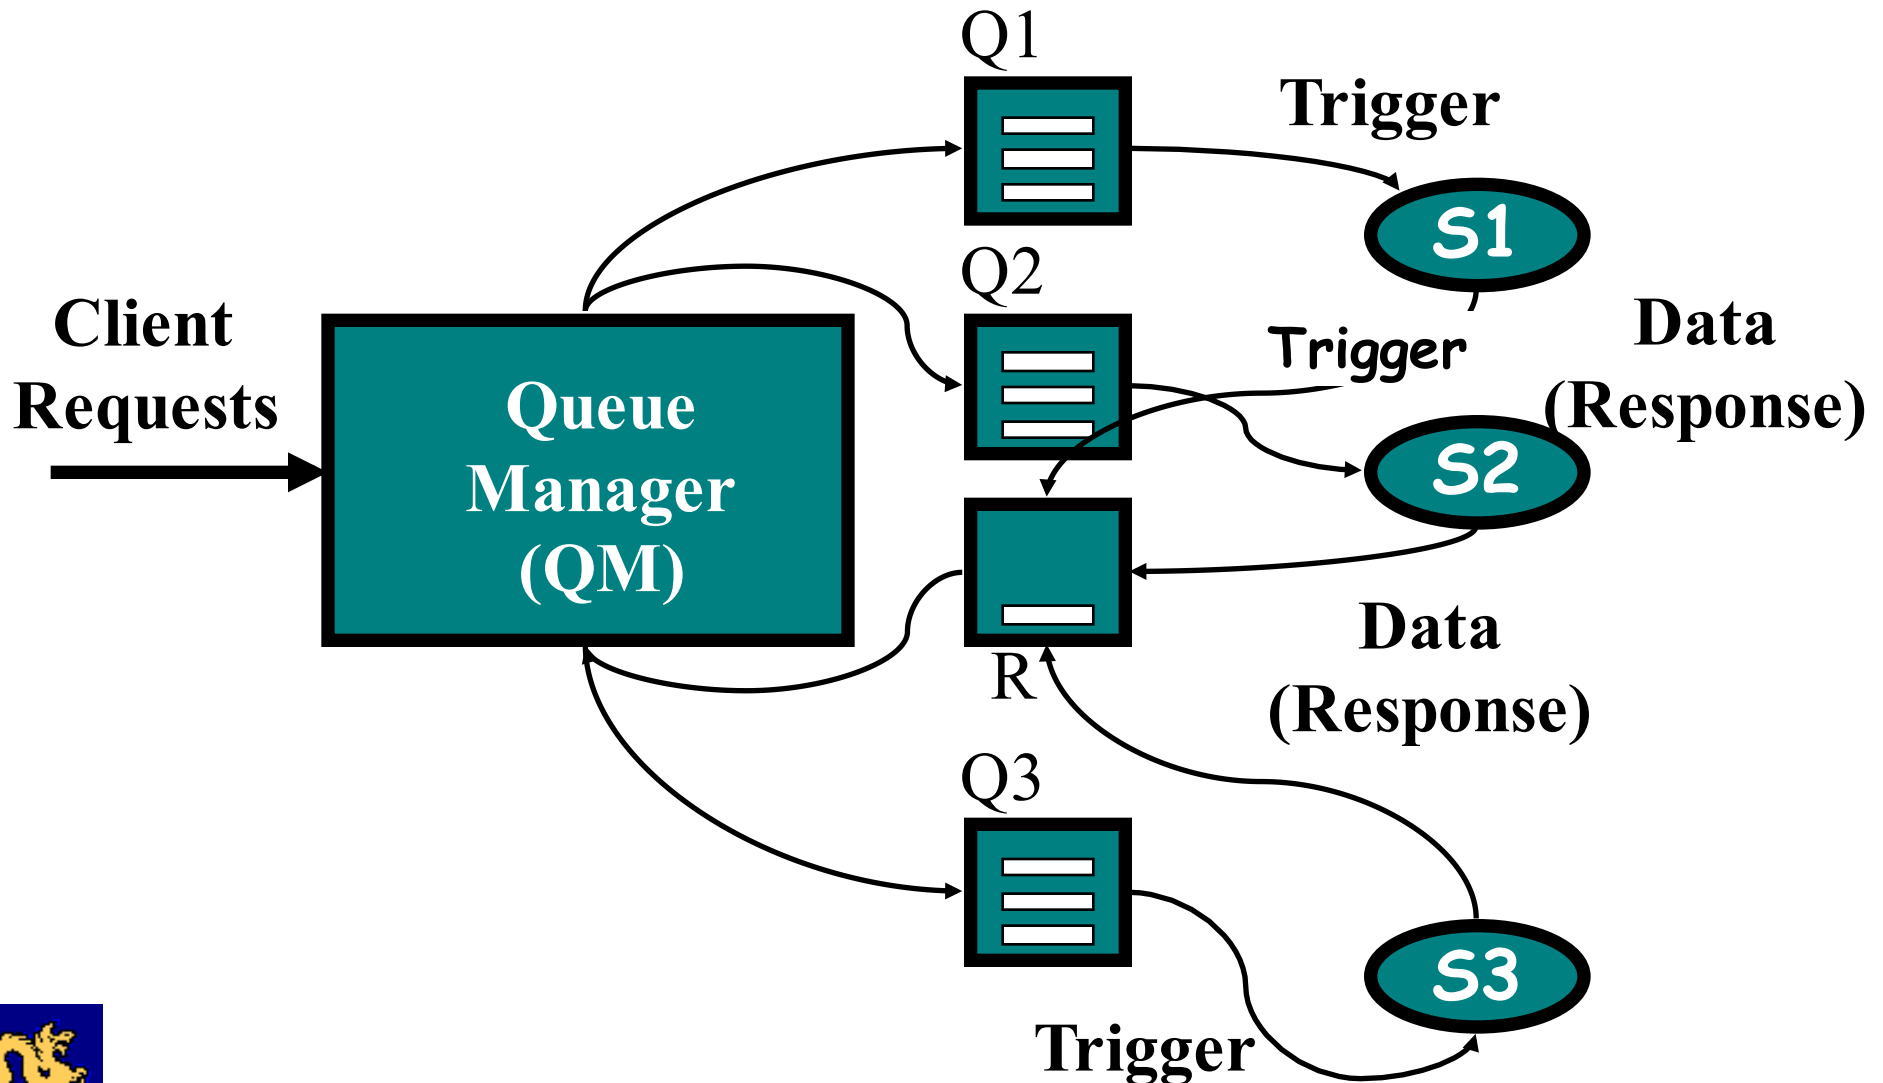 Q1
Trigger
S1
Q2
Client
Requests
Queue
Manager
(QM)
Trigger
Data
(Response)
S2
R
Data
(Response)
Q3
S3
Trigger